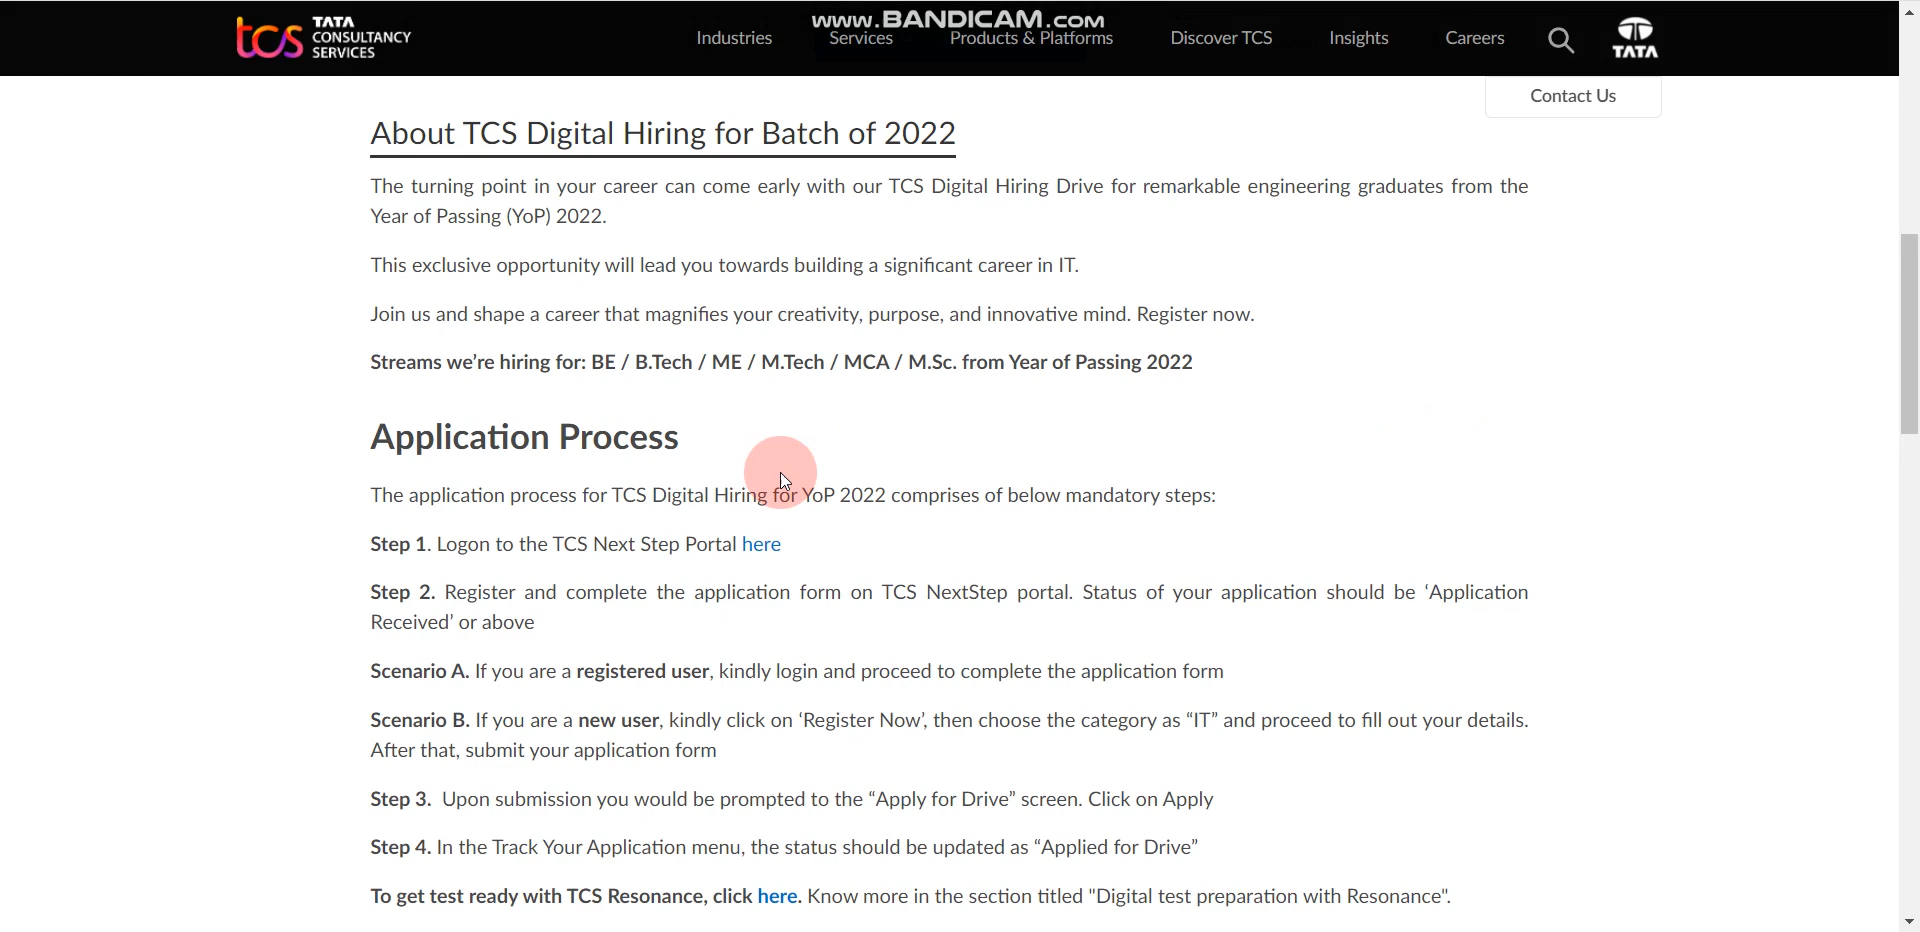 www.BANDICAM.com
tcs TATA CONSULTANCY SERVICES
Industries Services Products & Platforms Discover TCS Insights Careers TATA
Contact Us
About TCS Digital Hiring for Batch of 2022
The turning point in your career can come early with our TCS Digital Hiring Drive for remarkable engineering graduates from the
Year of Passing (YoP) 2022.
This exclusive opportunity will lead you towards building a significant career in IT.
Join us and shape a career that magnifies your creativity, purpose, and innovative mind. Register now.
Streams we’re hiring for: BE / B.Tech / ME / M.Tech / MCA / M.Sc. from Year of Passing 2022
Application Process
The application process for TCS Digital Hiring for YoP 2022 comprises of below mandatory steps:
Step 1. Logon to the TCS Next Step Portal here
Step 2. Register and complete the application form on TCS NextStep portal. Status of your application should be ‘Application
Received’ or above
Scenario A. If you are a registered user, kindly login and proceed to complete the application form
Scenario B. If you are a new user, kindly click on ‘Register Now’, then choose the category as “IT” and proceed to fill out your details.
After that, submit your application form
Step 3. Upon submission you would be prompted to the “Apply for Drive” screen. Click on Apply
Step 4. In the Track Your Application menu, the status should be updated as “Applied for Drive”
To get test ready with TCS Resonance, click here. Know more in the section titled "Digital test preparation with Resonance".